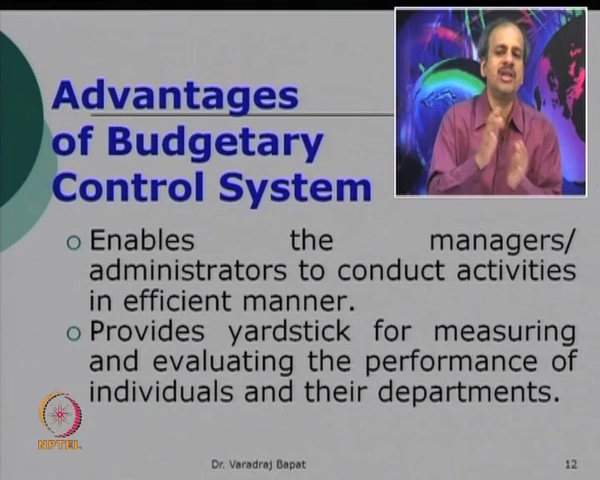 Advantages
of Budgetary
Control System
Enables the managers/
administrators to conduct activities
in efficient manner.
Provides yardstick for measuring
and evaluating the performance of
individuals and their departments.
NPTEL
Dr. Varadraj Bapat
12